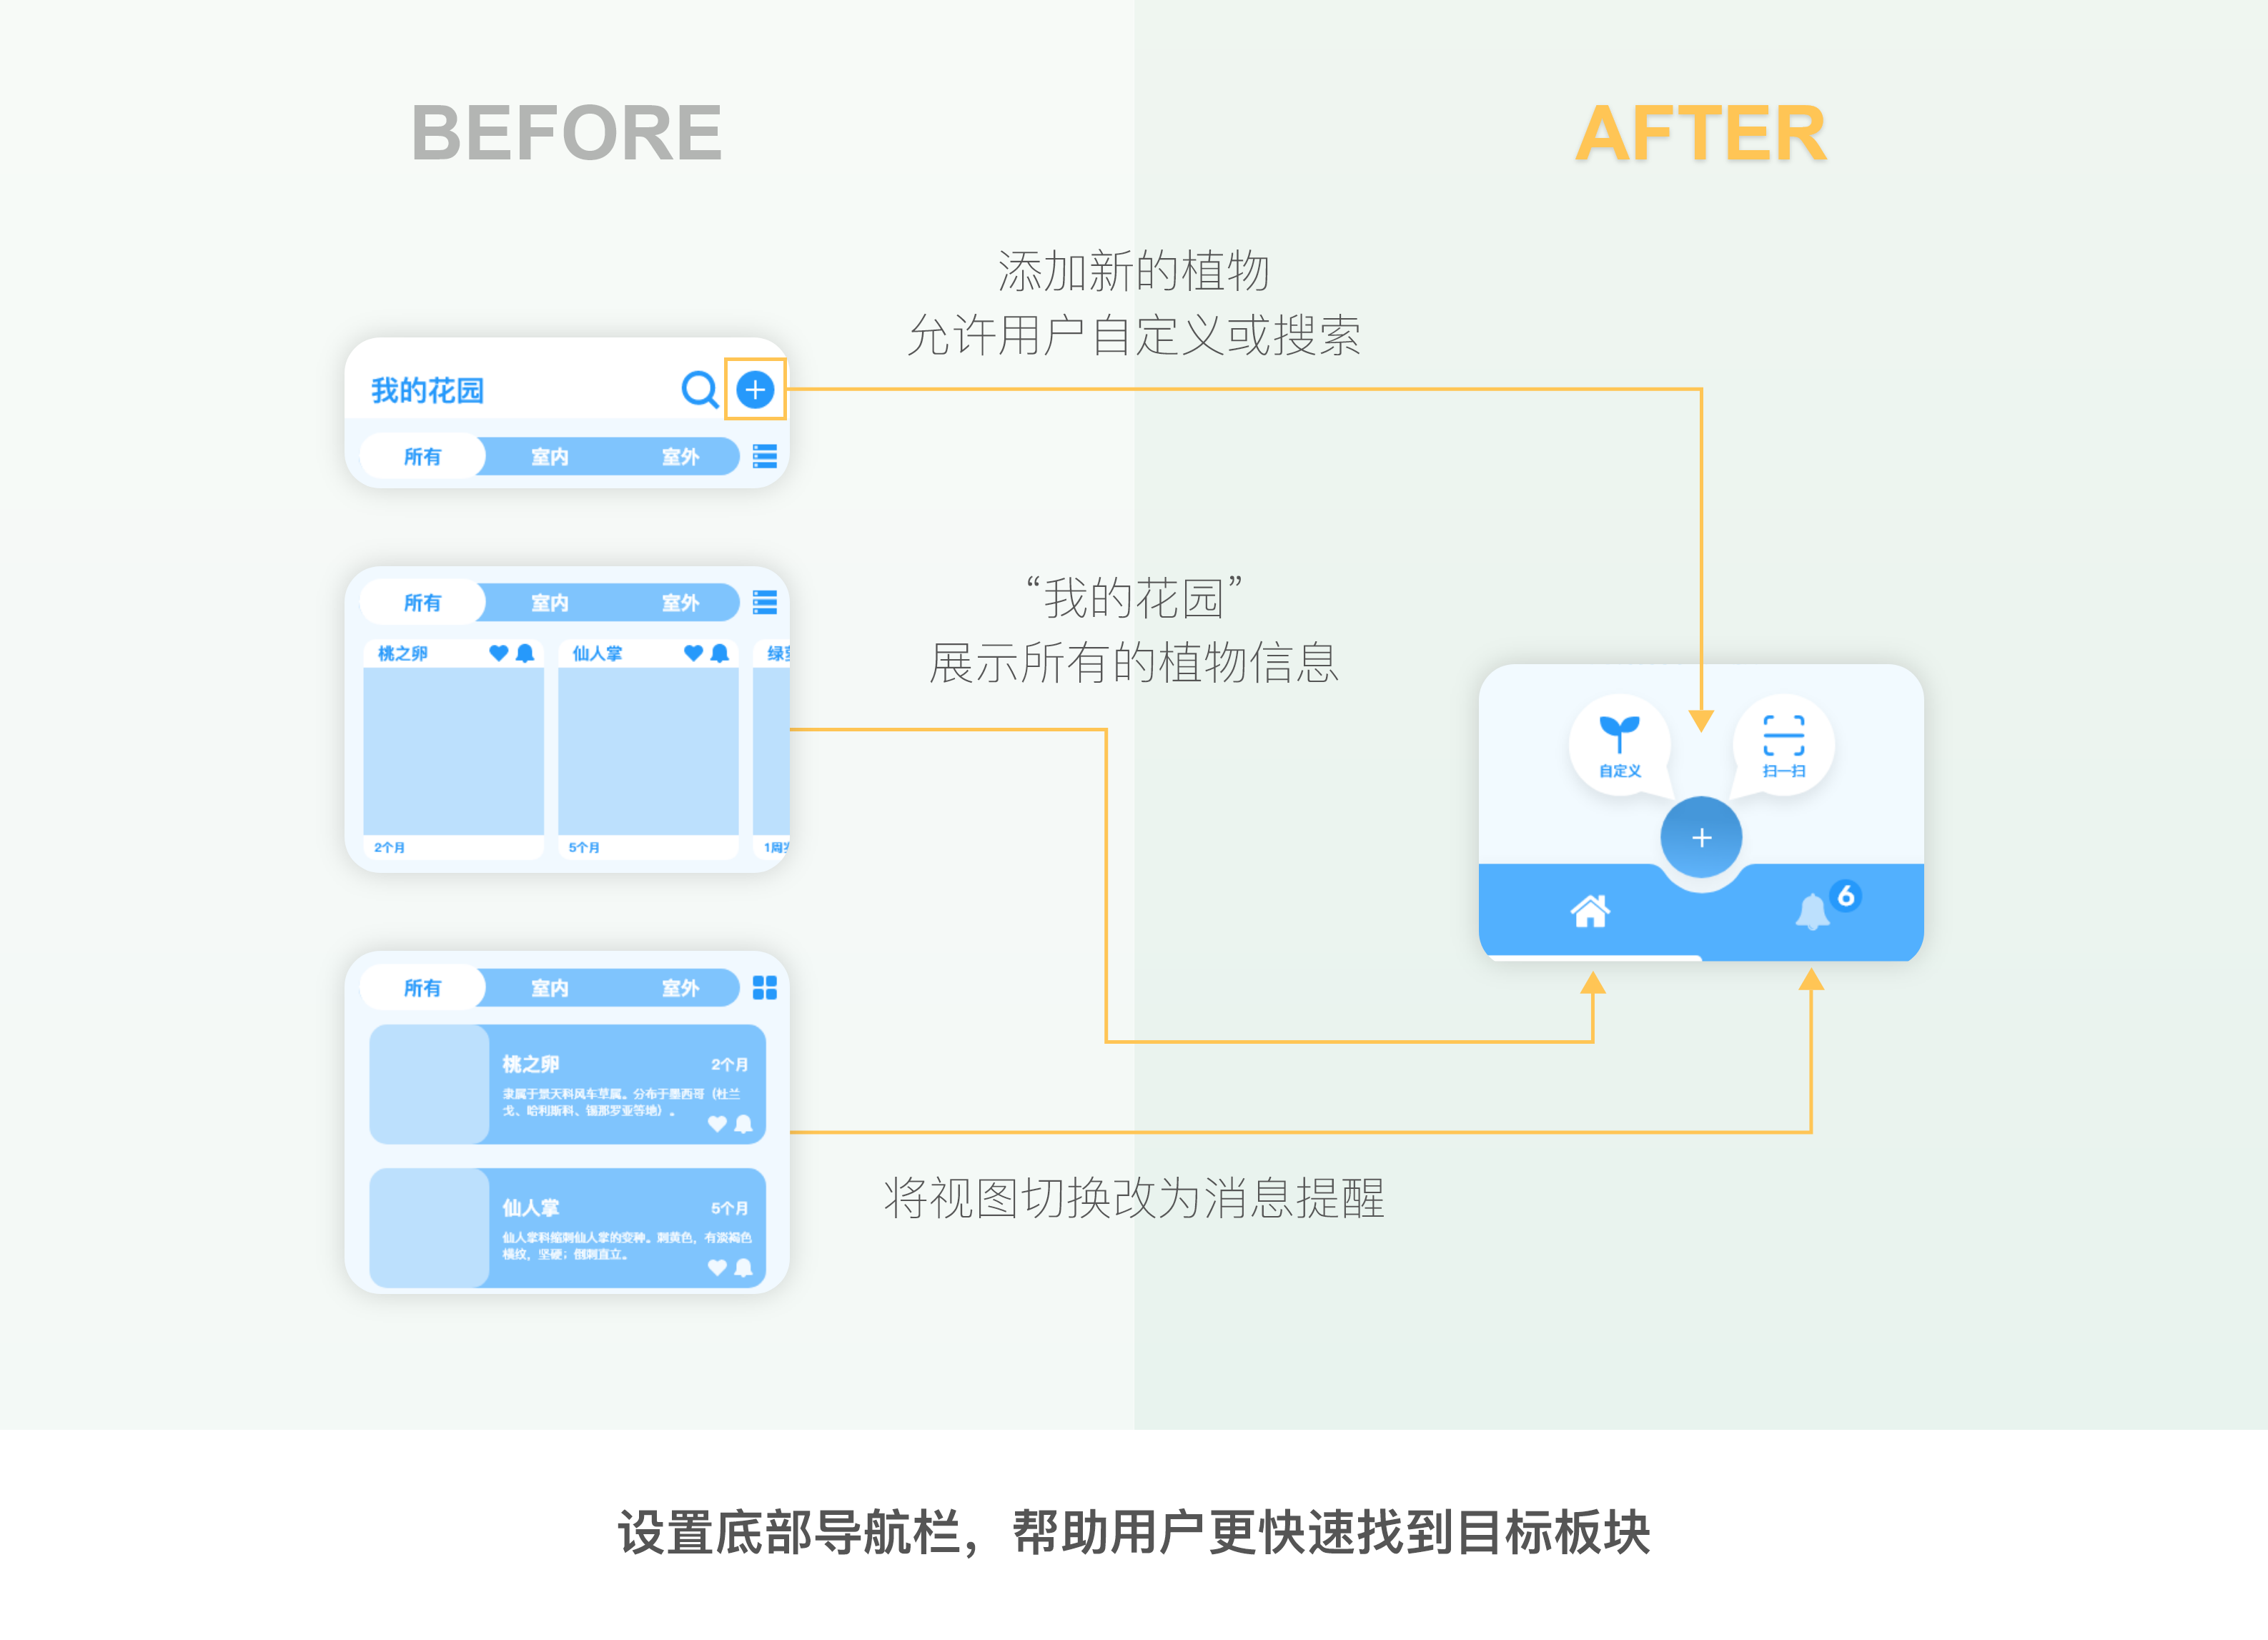 BEFORE
AFTER
添加新的植物
允许用户自定义或搜索
我的花园
所有 室内 室外
“我的花园”
展示所有的植物信息
所有 室内 室外
桃之卵 仙人掌
2个月 5个月 1周
自定义 扫一扫
6
所有 室内 室外
桃之卵 2个月
隶属于景天科风车草属。分布于墨西哥（杜兰
戈、哈利斯科、锡那罗亚等地）。
仙人掌 5个月
仙人掌科缩刺仙人掌的变种。刺黄色，有淡褐色
横纹，坚硬；倒刺直立。
将视图切换改为消息提醒
设置底部导航栏，帮助用户更快速找到目标板块